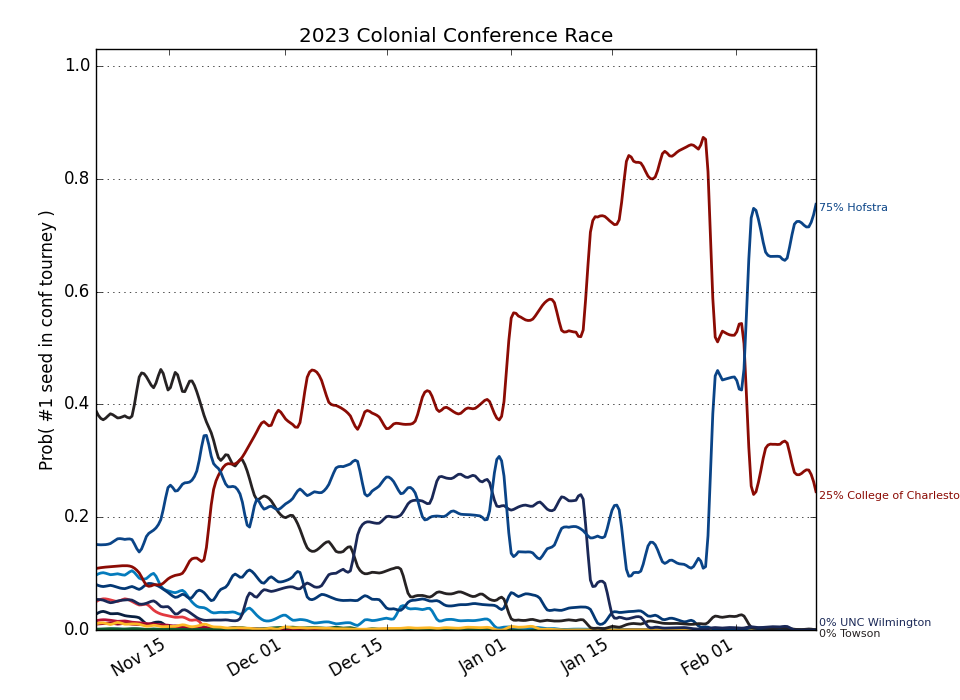 2023 Colonial Conference Race
Prob( #1 seed in conf tourney )
1.0
0.8
0.6
0.4
0.2
0.0
75% Hofstra
25% College of Charlesto
0% UNC Wilmington
0% Towson
Nov 15
Dec 01
Dec 15
Jan 01
Jan 15
Feb 01